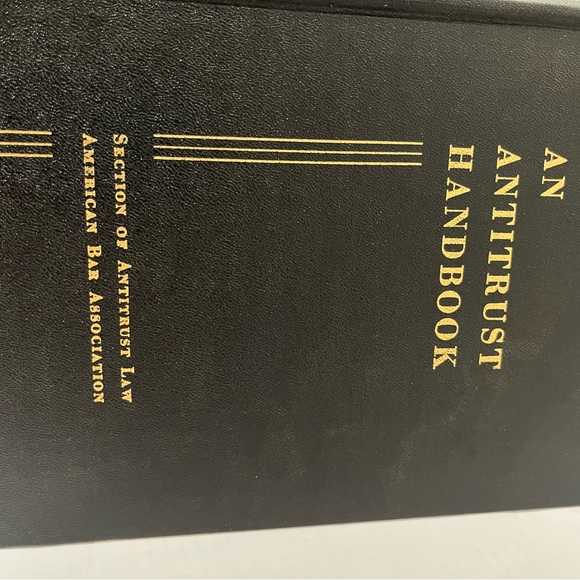 AN
ANTITRUST
HANDBOOK
SECTION OF ANTITRUST LAW
AMERICAN BAR ASSOCIATION